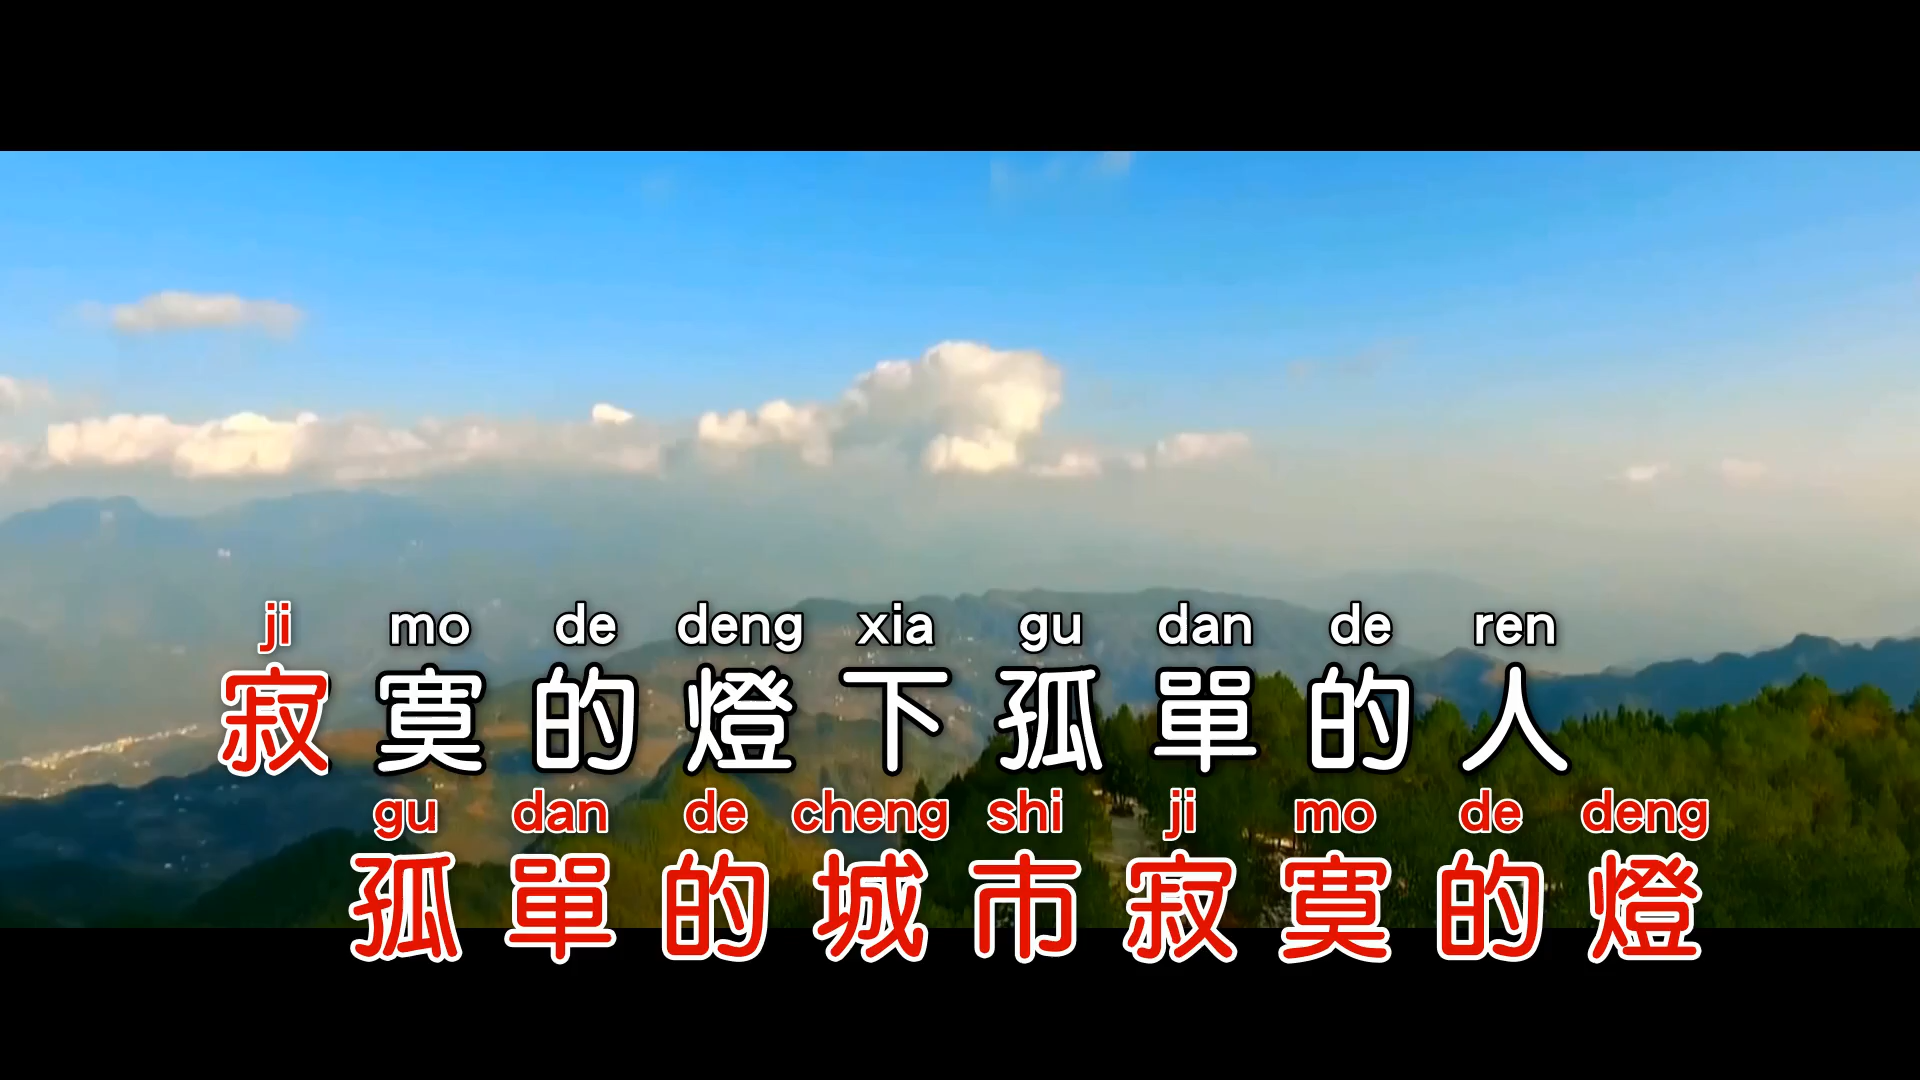 ji mo de deng xia gu dan de ren
寂寞的燈下孤單的人
gu dan de cheng shi ji mo de deng
孤單的城市寂寞的燈